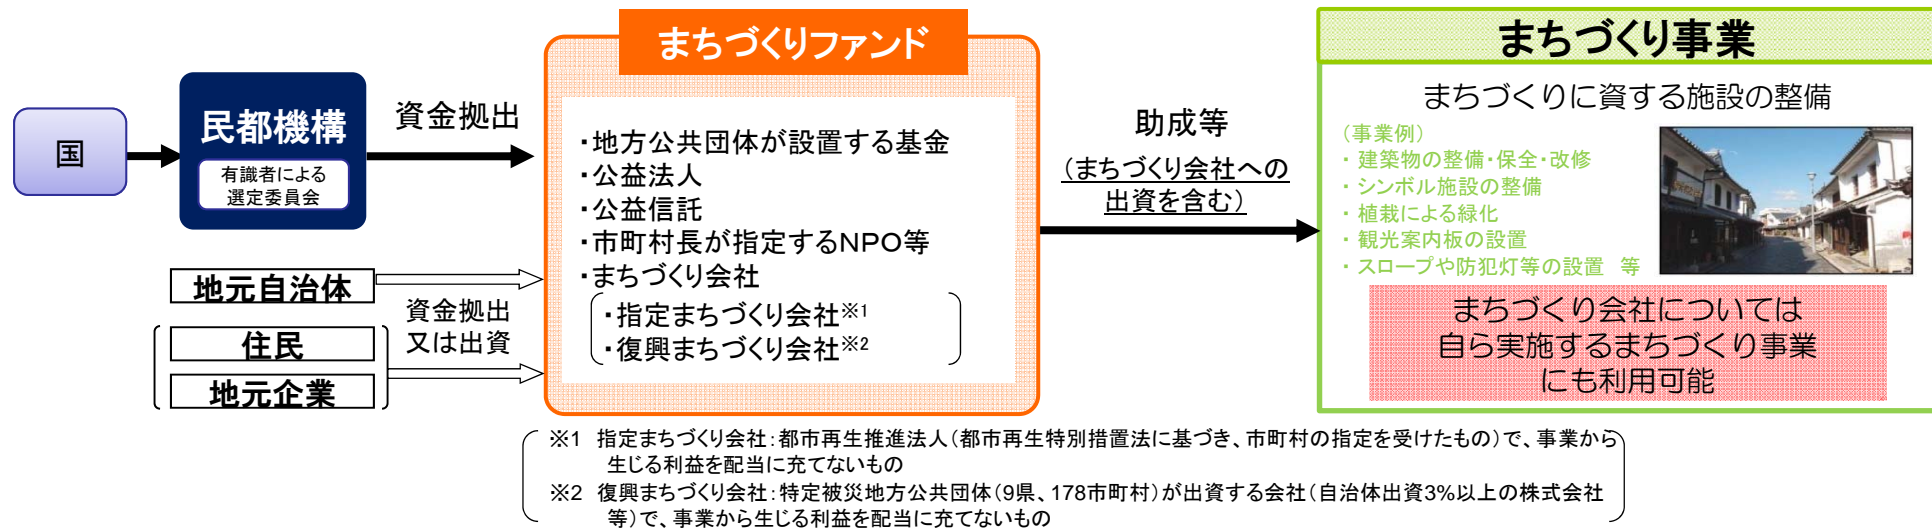 国
民都機構
有識者による
選定委員会
資金拠出
地元自治体
住民
地元企業
資金拠出
又は出資
まちづくりファンド
・地方公共団体が設置する基金
・公益法人
・公益信託
・市町村長が指定するNPO等
・まちづくり会社
・指定まちづくり会社※1
・復興まちづくり会社※2
助成等
(まちづくり会社への
出資を含む)
まちづくり事業
まちづくりに資する施設の整備
(事業例)
・建築物の整備・保全・改修
・シンボル施設の整備
・植栽による緑化
・観光案内板の設置
・スロープや防犯灯等の設置 等
まちづくり会社については
自ら実施するまちづくり事業
にも利用可能
※1 指定まちづくり会社:都市再生推進法人(都市再生特別措置法に基づき、市町村の指定を受けたもの)で、事業から
生じる利益を配当に充てないもの
※2 復興まちづくり会社:特定被災地方公共団体(9県、178市町村)が出資する会社(自治体出資3%以上の株式会社
等)で、事業から生じる利益を配当に充てないもの